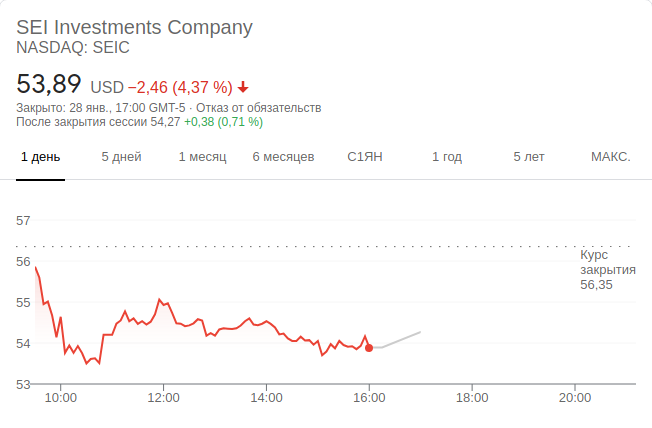 SEI Investments Company
NASDAQ: SEIC
53,89 USD −2,46 (4,37 %)
Закрыто: 28 янв., 17:00 GMT-5 · Отказ от обязательств
После закрытия сессии 54,27 +0,38 (0,71 %)
1 день 5 дней 1 месяц 6 месяцев С1ЯН 1 год 5 лет МАКС.
57
56
55
54
53
Курс
закрытия
56,35
10:00 12:00 14:00 16:00 18:00 20:00